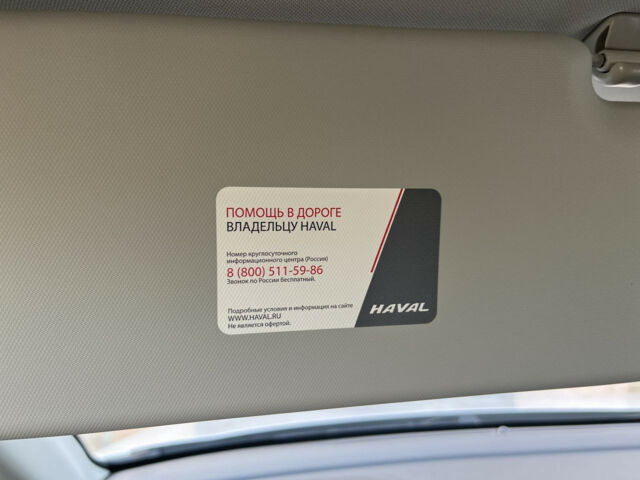 ПОМОЩЬ В ДОРОГЕ
ВЛАДЕЛЬЦУ HAVAL
Номер круглосуточного
информационного центра (Россия)
8 (800) 511-59-86
Звонок по России бесплатный.
Подробные условия и информация на сайте
WWW.HAVAL.RU
Не является офертой.
HAVAL